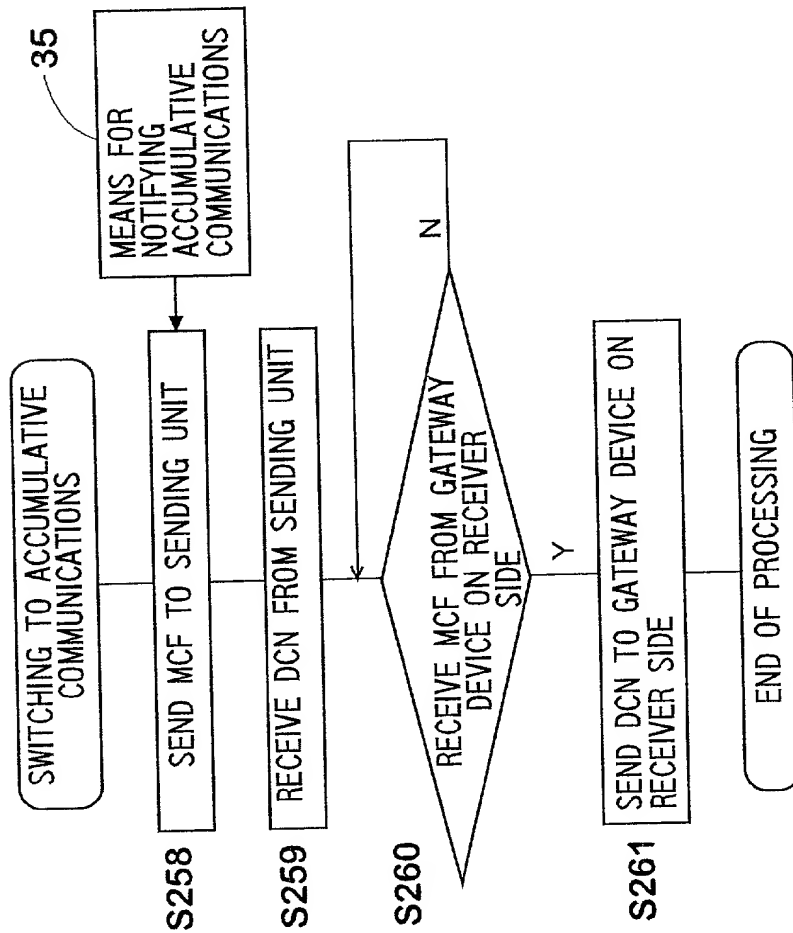 SWITCHING TO ACCUMULATIVE
COMMUNICATIONS
35
MEANS FOR
NOTIFYING
ACCUMULATIVE
COMMUNICATIONS
S258
SEND MCF TO SENDING UNIT
S259
RECEIVE DCN FROM SENDING UNIT
S260
RECEIVE MCF FROM GATEWAY
DEVICE ON RECEIVER
SIDE
N
Y
S261
SEND DCN TO GATEWAY DEVICE ON
RECEIVER SIDE
END OF PROCESSING